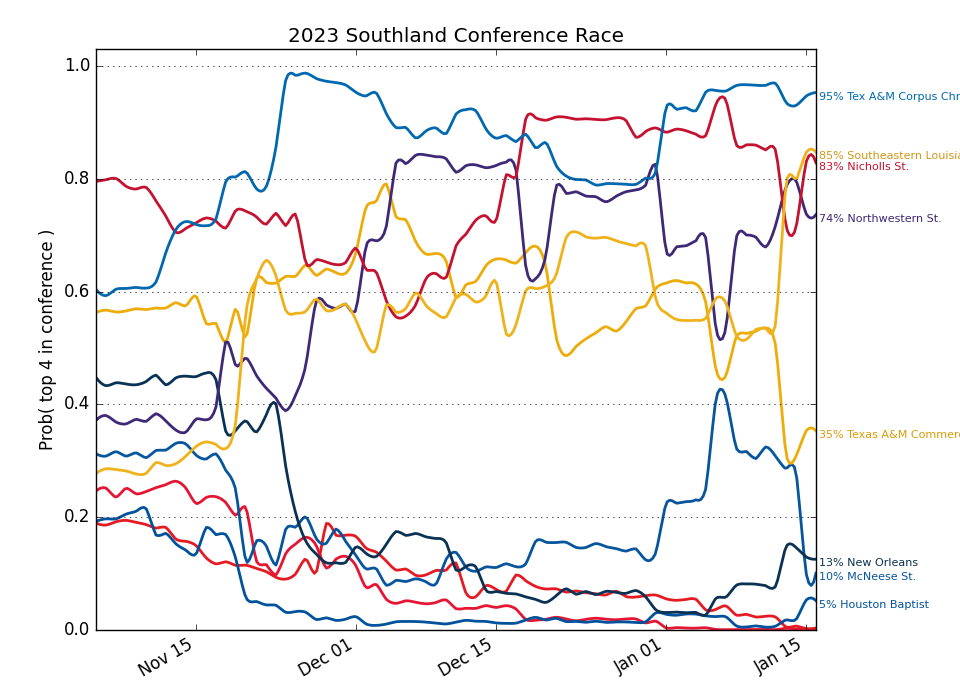 2023 Southland Conference Race
Prob( top 4 in conference )
1.0
0.8
0.6
0.4
0.2
0.0
Nov 15
Dec 01
Dec 15
Jan 01
Jan 15
95% Tex A&M Corpus Chr
85% Southeastern Louisia
83% Nicholls St.
74% Northwestern St.
35% Texas A&M Commerc
13% New Orleans
10% McNeese St.
5% Houston Baptist